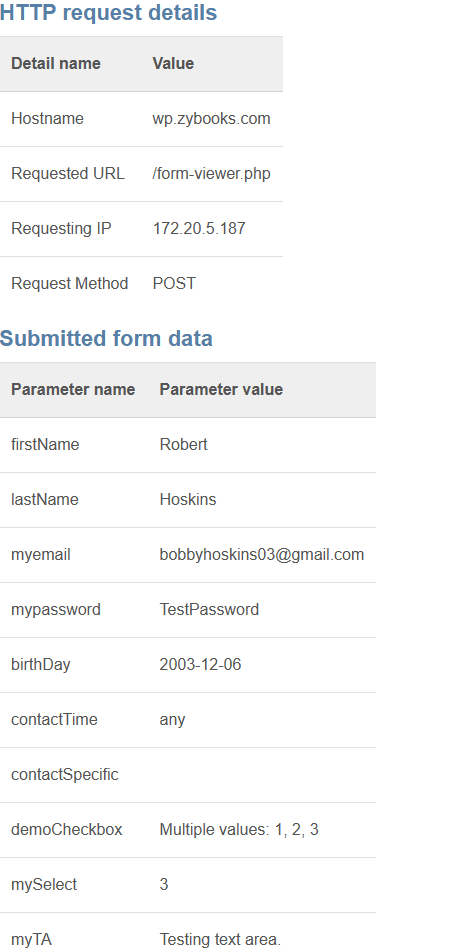 HTTP request details
Detail name Value
Hostname wp.zybooks.com
Requested URL /form-viewer.php
Requesting IP 172.20.5.187
Request Method POST
Submitted form data
Parameter name Parameter value
firstName Robert
lastName Hoskins
myemail bobbyhoskins03@gmail.com
mypassword TestPassword
birthDay 2003-12-06
contactTime any
contactSpecific
demoCheckbox Multiple values: 1, 2, 3
mySelect 3
myTA Testing text area.